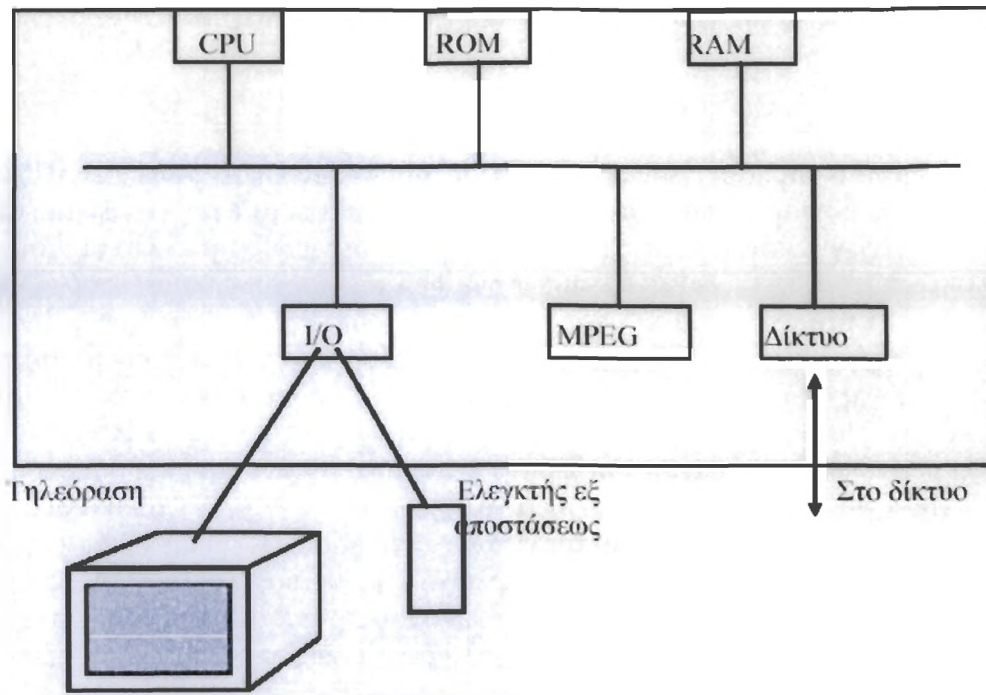 CPU
ROM
RAM
I/O
MPEG
Δίκτυο
Τηλεόραση
Ελεγκτής εξ
αποστάσεως
Στο δίκτυο